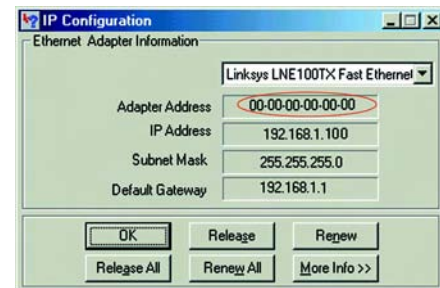 IP Configuration
Ethernet Adapter Information
Linksys LNE100TX Fast Ethernet
Adapter Address 00-00-00-00-00-00
IP Address 192.168.1.100
Subnet Mask 255.255.255.0
Default Gateway 192.168.1.1
OK Release Renew
Release All Renew All More Info >>